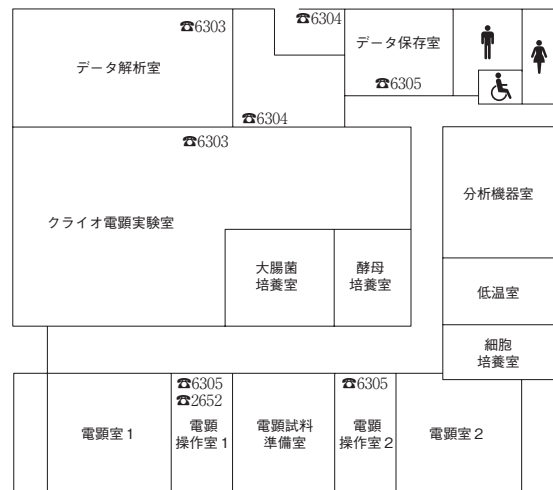 ☎6303
☎6304
データ解析室
データ保存室
☎6305
☎6304
☎6303
クライオ電顕実験室
大腸菌
培養室
酵母
培養室
分析機器室
低温室
細胞
培養室
☎6305
☎2652
☎6305
電顕室1
電顕
操作室1
電顕試料
準備室
電顕
操作室2
電顕室2